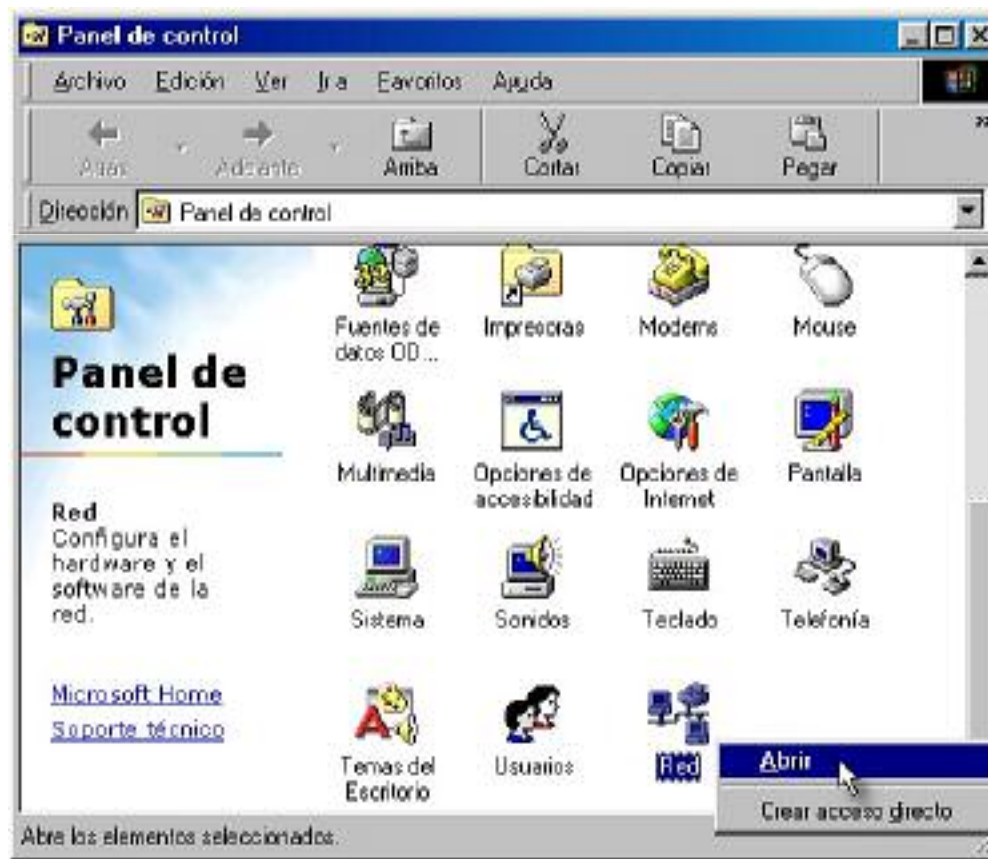 Panel de control
Archivo Edición Ver Ir a Favoritos Ayuda
Atrás Adelante Arriba Cortar Copiar Pegar
Dirección Panel de control
Fuentes de datos OD... Impresoras Modems Mouse
Panel de
control
Multimedia Opciones de accesibilidad Opciones de Internet Pantalla
Red
Configura el
hardware y el
software de la
red.
Sistema Sonidos Teclado Telefonía
Microsoft Home
Soporte técnico
Temas del Escritorio Usuarios Red
Abrir
Crear acceso directo
Abre los elementos seleccionados.